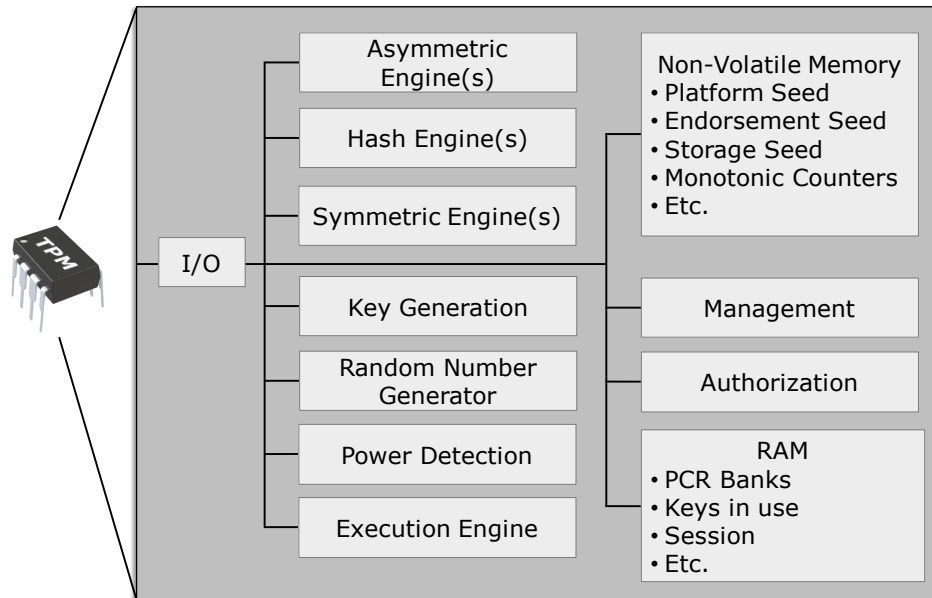 TPM
I/O
Asymmetric
Engine(s)
Hash Engine(s)
Symmetric Engine(s)
Key Generation
Random Number
Generator
Power Detection
Execution Engine
Non-Volatile Memory
• Platform Seed
• Endorsement Seed
• Storage Seed
• Monotonic Counters
• Etc.
Management
Authorization
RAM
• PCR Banks
• Keys in use
• Session
• Etc.